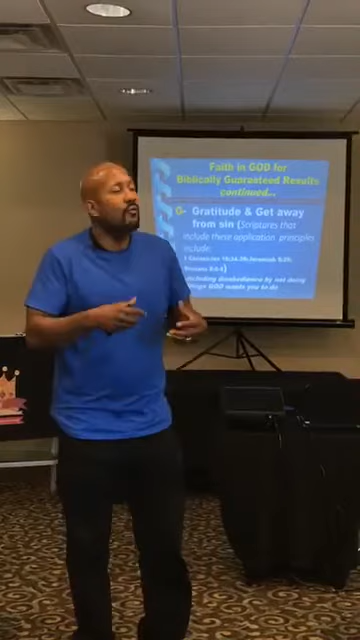 Faith in GOD for
Biblically Guaranteed Results
continued...
G- Gratitude & Get away
from sin (Scriptures that
include these application principles
include:
including disobedience by not doing
things GOD wants you to do